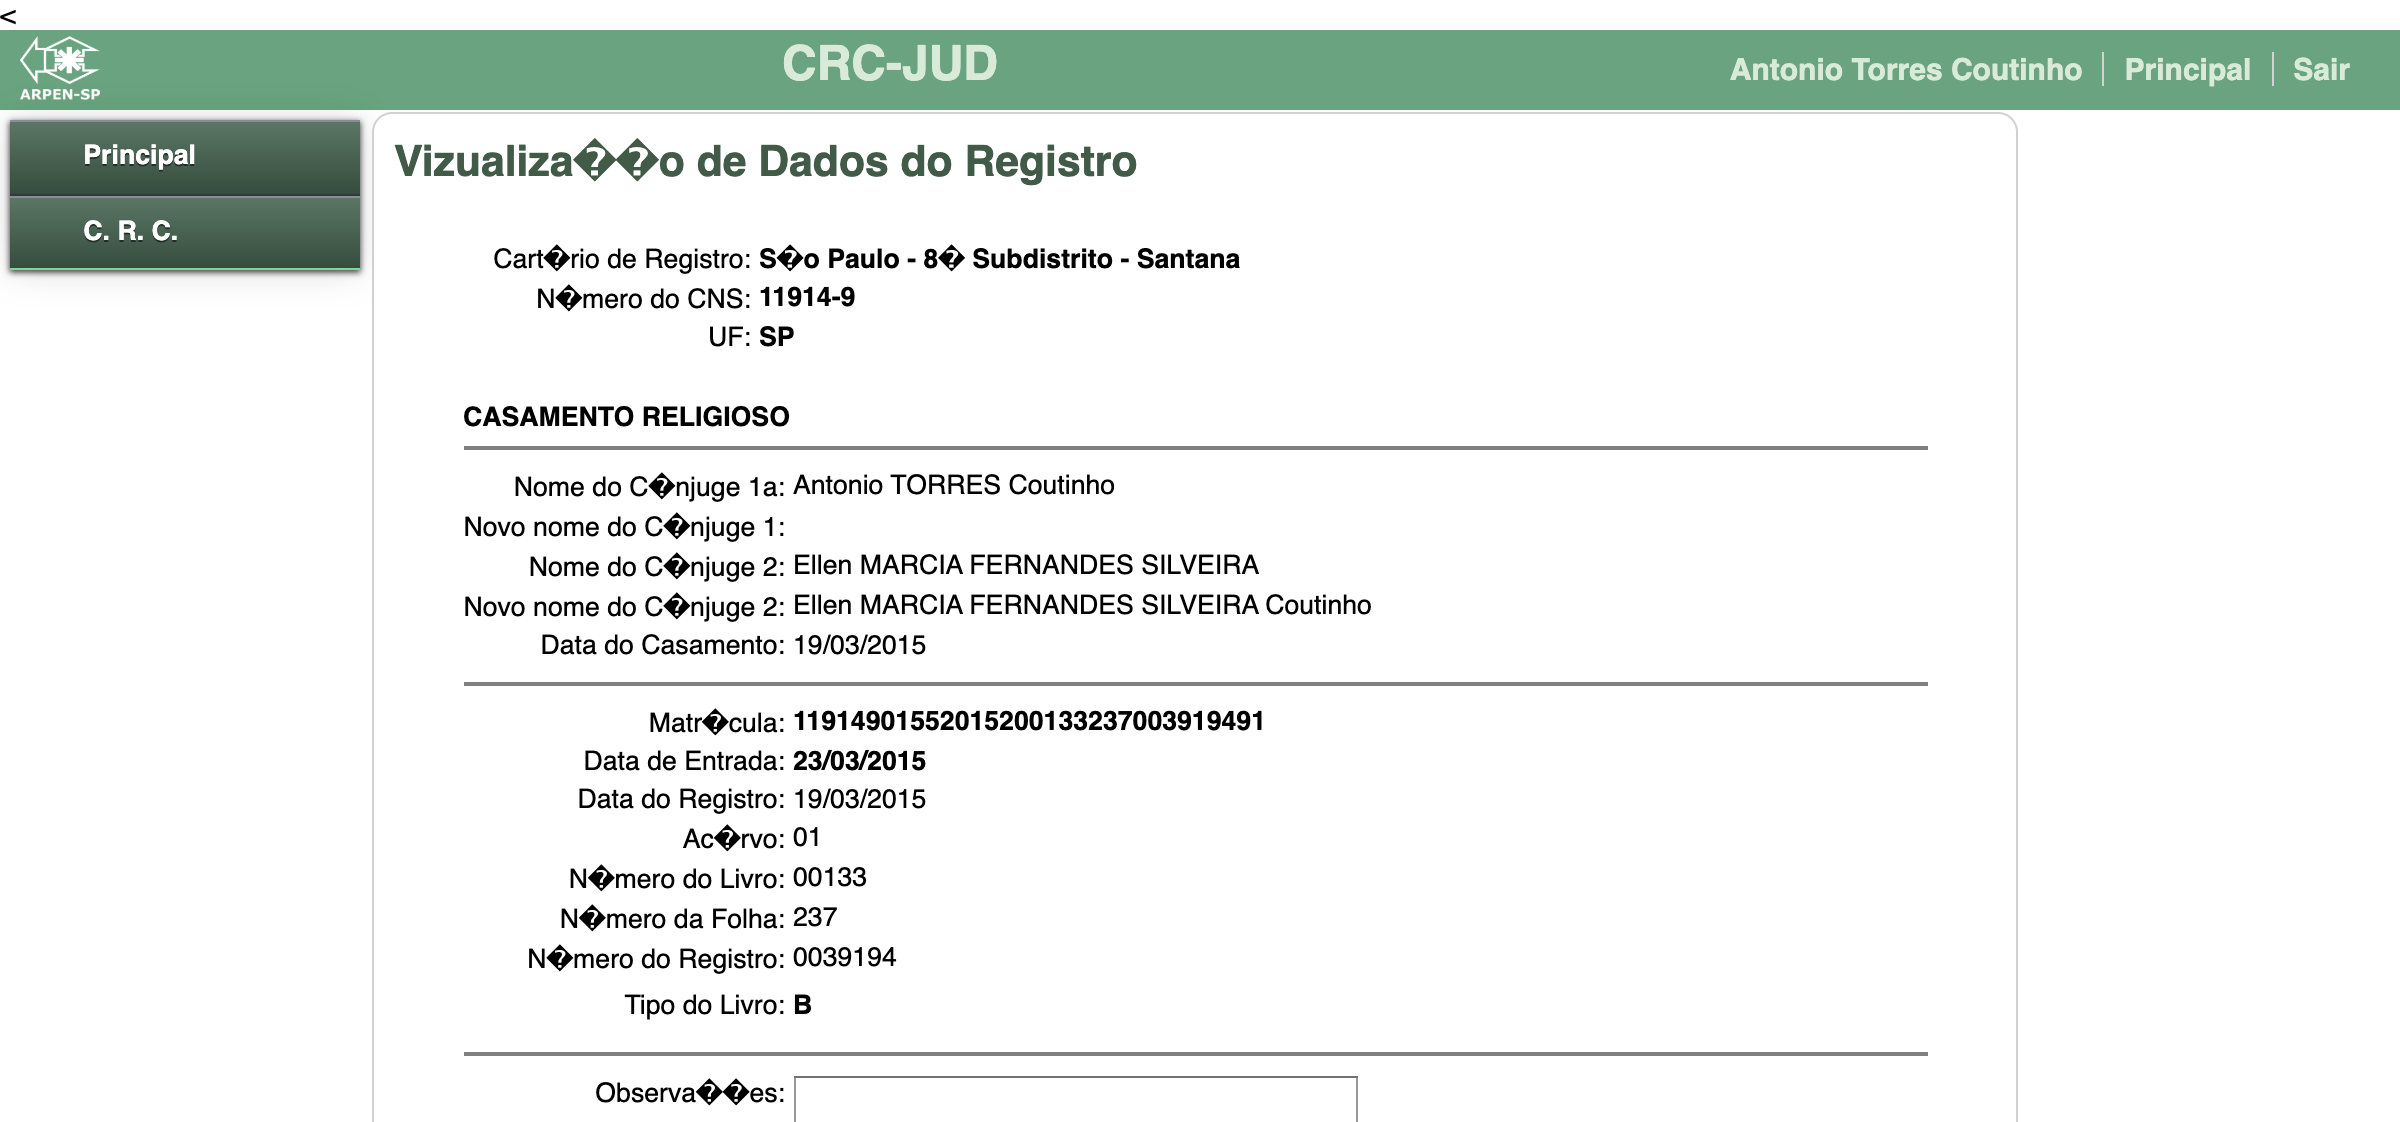 <
ARPEN-SP
CRC-JUD
Antonio Torres Coutinho | Principal | Sair
Principal
C. R. C.
Vizualiza��o de Dados do Registro
Cart�rio de Registro: S�o Paulo - 8� Subdistrito - Santana
N�mero do CNS: 11914-9
UF: SP
CASAMENTO RELIGIOSO
Nome do C�njuge 1a: Antonio TORRES Coutinho
Novo nome do C�njuge 1:
Nome do C�njuge 2: Ellen MARCIA FERNANDES SILVEIRA
Novo nome do C�njuge 2: Ellen MARCIA FERNANDES SILVEIRA Coutinho
Data do Casamento: 19/03/2015
Matr�cula: 11914901552015200133237003919491
Data de Entrada: 23/03/2015
Data do Registro: 19/03/2015
Ac�rvo: 01
N�mero do Livro: 00133
N�mero da Folha: 237
N�mero do Registro: 0039194
Tipo do Livro: B
Observa��es: